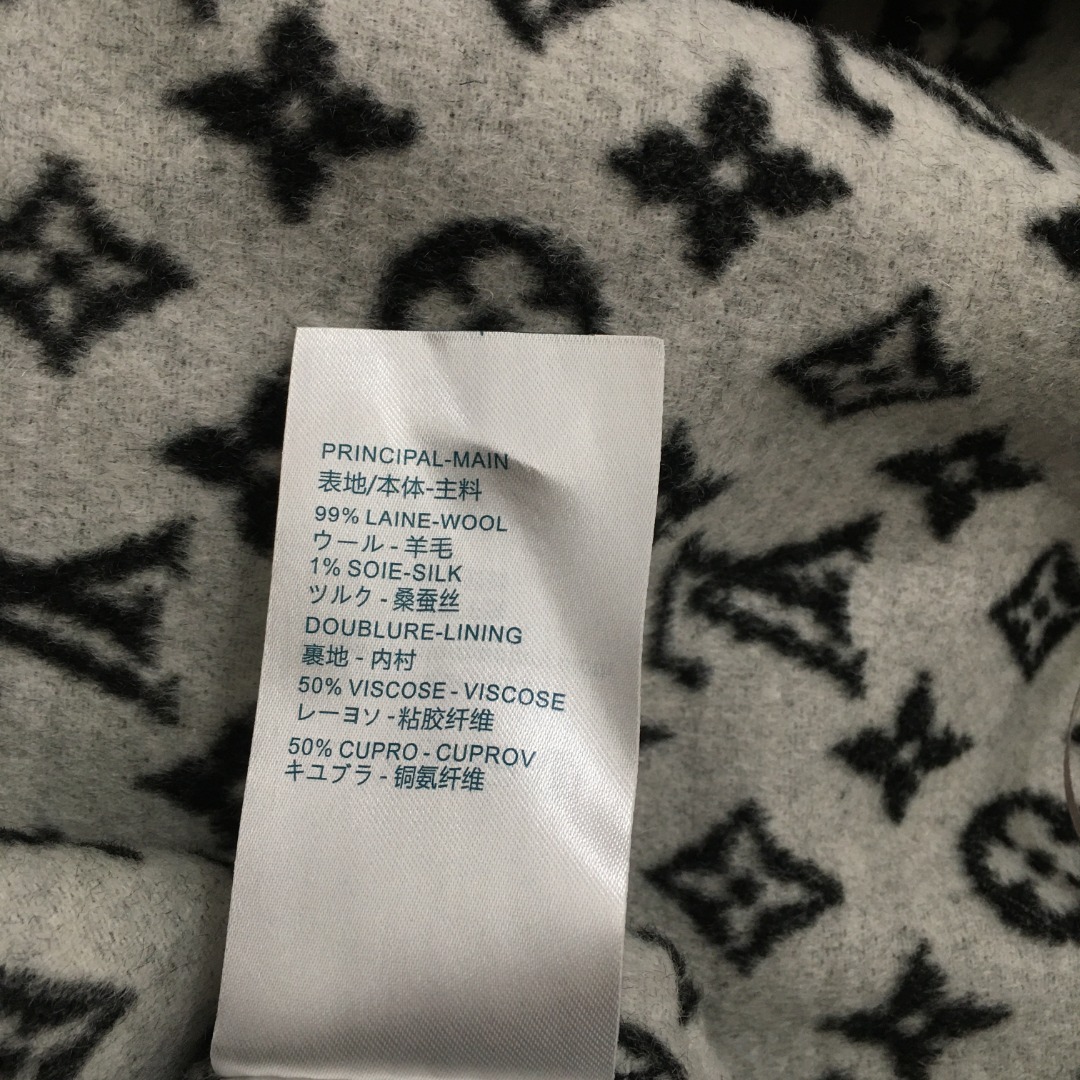 PRINCIPAL-MAIN
表地/本体-主料
99% LAINE-WOOL
ウール - 羊毛
1% SOIE-SILK
ツルク - 桑蚕丝
DOUBLURE-LINING
裏地 - 内村
50% VISCOSE - VISCOSE
レーヨソ - 粘胶纤维
50% CUPRO - CUPROV
キユプラ - 铜氨纤维